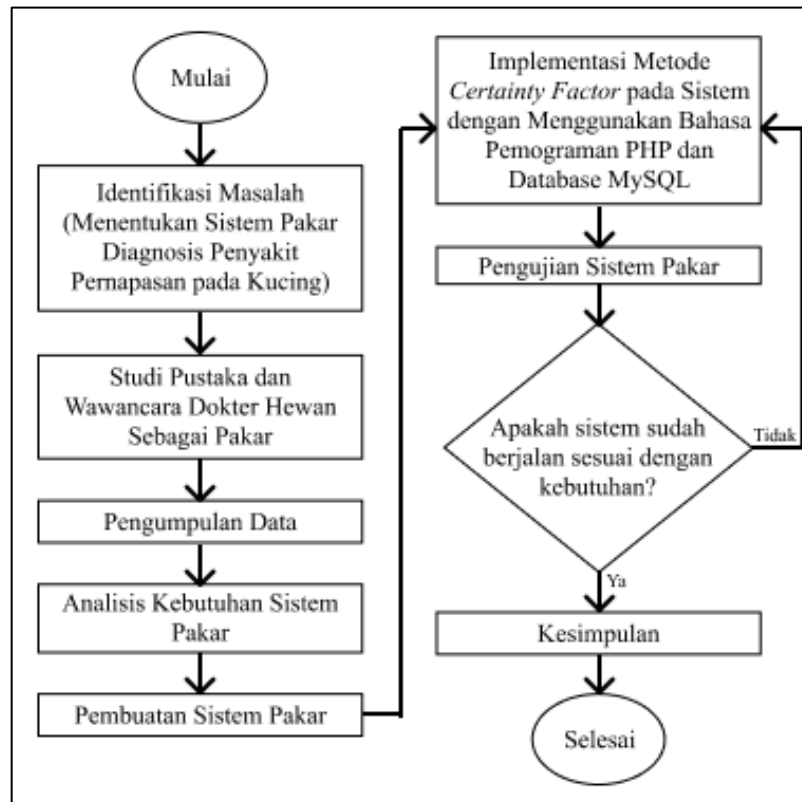 Mulai
Identifikasi Masalah
(Menentukan Sistem Pakar
Diagnosis Penyakit
Pernapasan pada Kucing)
Studi Pustaka dan
Wawancara Dokter Hewan
Sebagai Pakar
Pengumpulan Data
Analisis Kebutuhan Sistem
Pakar
Pembuatan Sistem Pakar
Implementasi Metode
Certainty Factor pada Sistem
dengan Menggunakan Bahasa
Pemograman PHP dan
Database MySQL
Pengujian Sistem Pakar
Apakah sistem sudah
berjalan sesuai dengan
kebutuhan?
Tidak
Ya
Kesimpulan
Selesai